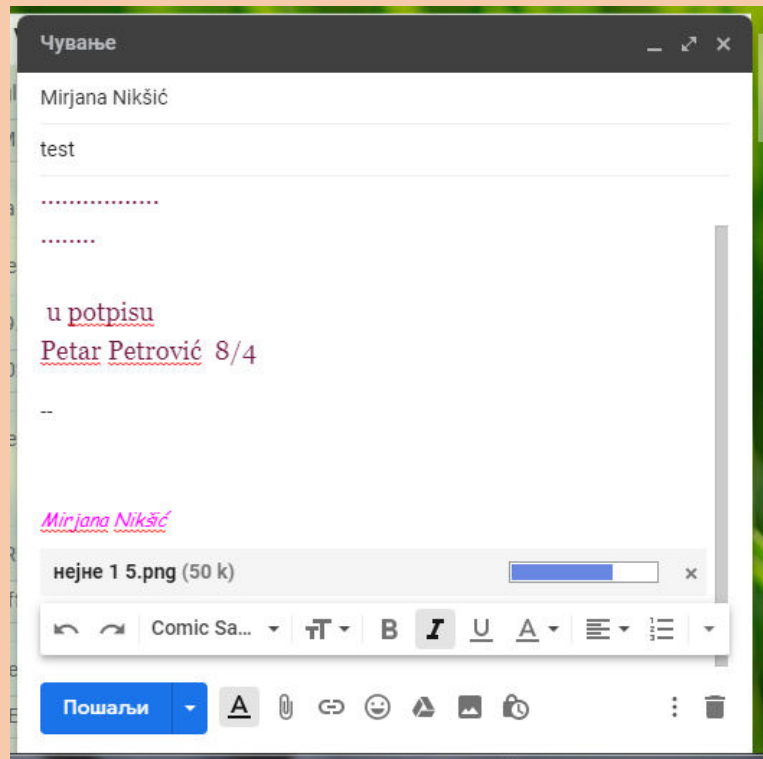 Чување
Mirjana Nikšić
test
.................
........
u potpisu
Petar Petrović 8/4
--
Mirjana Nikšić
нејне 1 5.png (50 k)
Comic Sa...
B I U A
Пошаљи A